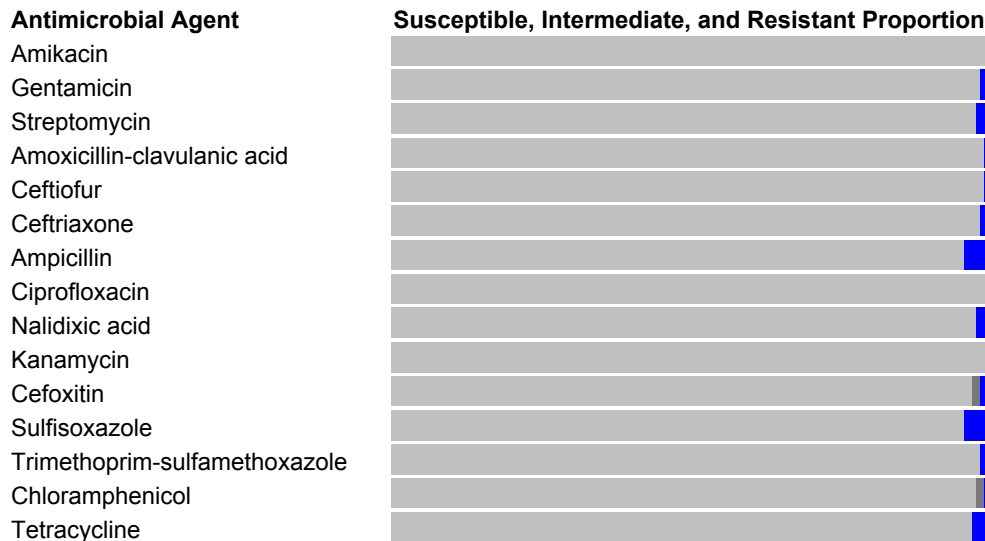 Antimicrobial Agent Susceptible, Intermediate, and Resistant Proportion
Amikacin
Gentamicin
Streptomycin
Amoxicillin-clavulanic acid
Ceftiofur
Ceftriaxone
Ampicillin
Ciprofloxacin
Nalidixic acid
Kanamycin
Cefoxitin
Sulfisoxazole
Trimethoprim-sulfamethoxazole
Chloramphenicol
Tetracycline